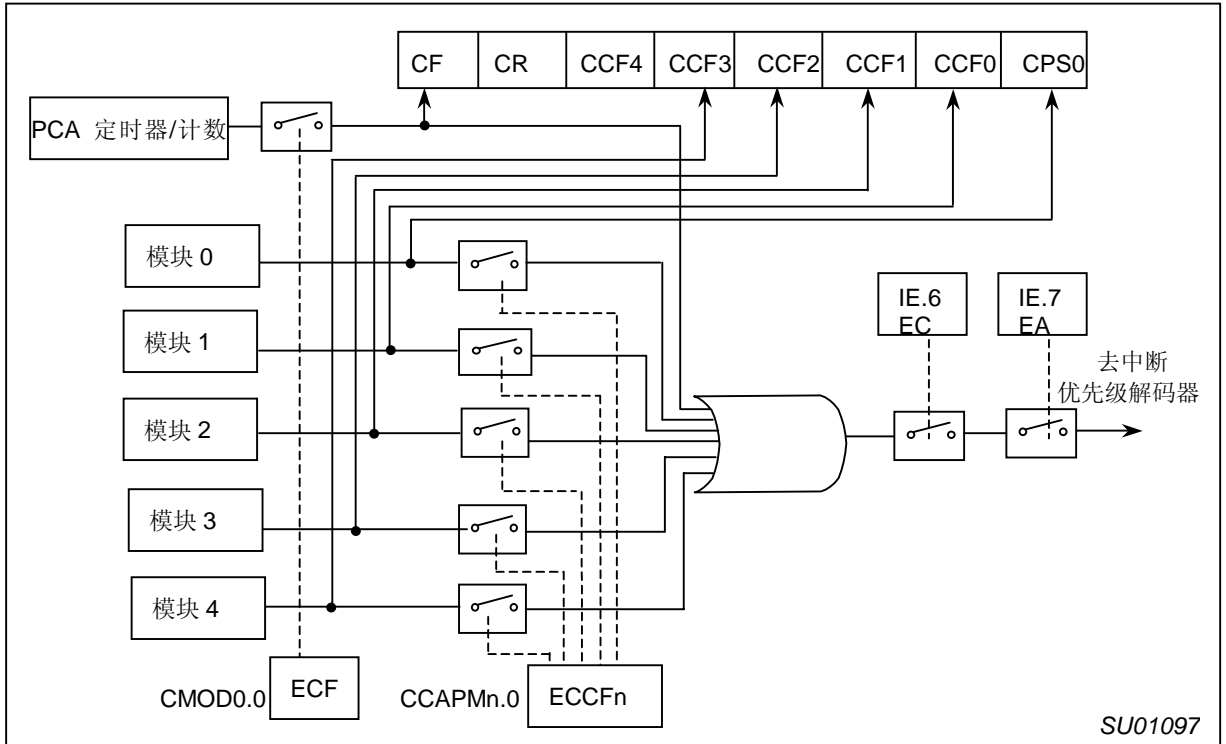 CF CR CCF4 CCF3 CCF2 CCF1 CCF0 CPS0
PCA 定时器/计数
模块 0
模块 1
模块 2
模块 3
模块 4
IE.6
EC
IE.7
EA
去中断
优先级解码器
CMOD0.0
ECF
CCAPMn.0
ECCFn
SU01097